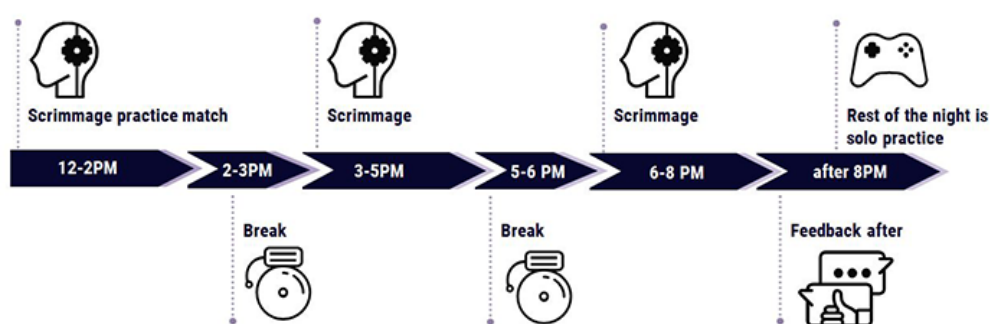 Scrimmage practice match
Scrimmage
Scrimmage
Rest of the night is
solo practice
12-2PM
2-3PM
3-5PM
5-6 PM
6-8 PM
after 8PM
Break
Break
Feedback after